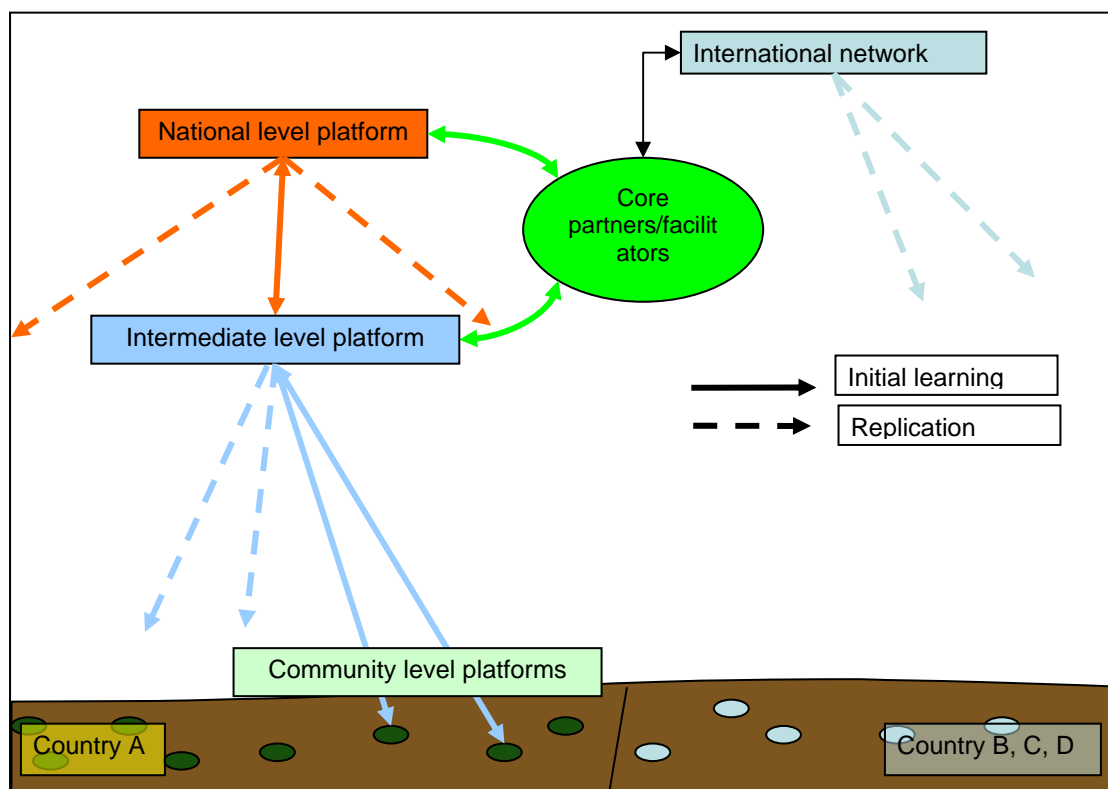 International network
National level platform
Core
partners/facilit
ators
Intermediate level platform
Initial learning
Replication
Community level platforms
Country A
Country B, C, D